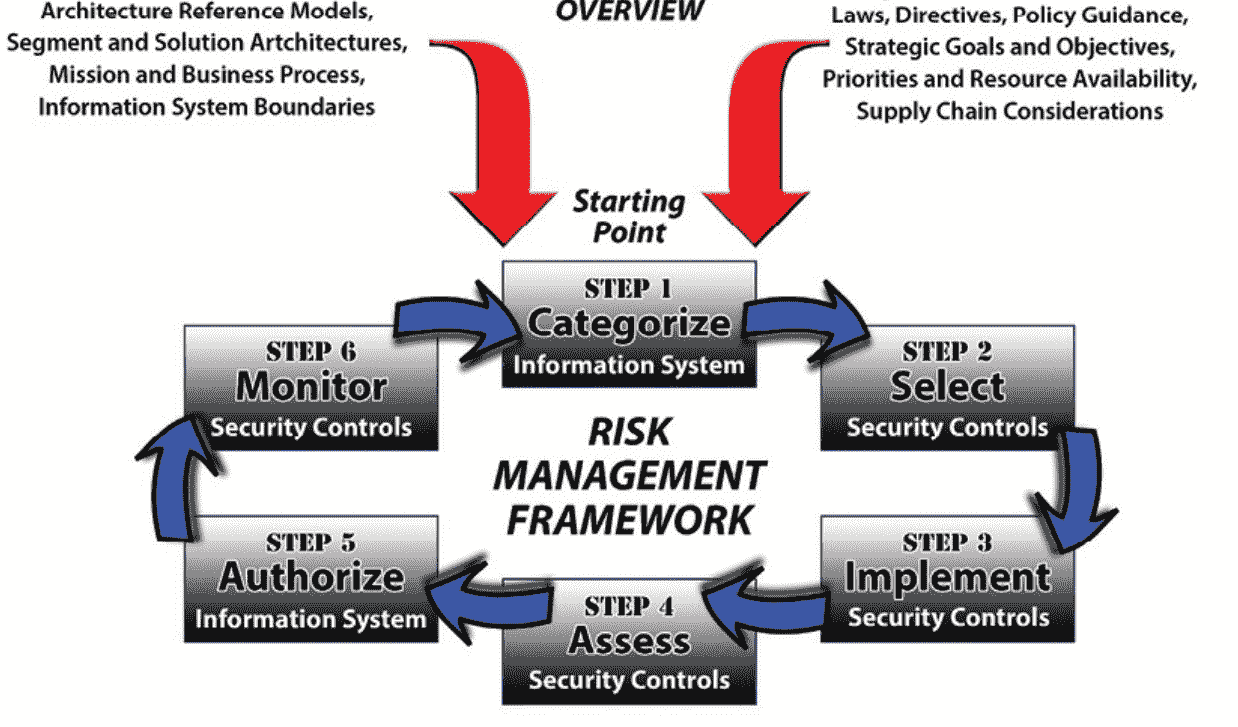 Architecture Reference Models,
Segment and Solution Artchitectures,
Mission and Business Process,
Information System Boundaries
OVERVIEW
Laws, Directives, Policy Guidance,
Strategic Goals and Objectives,
Priorities and Resource Availability,
Supply Chain Considerations
Starting
Point
STEP 1
Categorize
Information System
STEP 2
Select
Security Controls
STEP 3
Implement
Security Controls
STEP 4
Assess
Security Controls
STEP 5
Authorize
Information System
STEP 6
Monitor
Security Controls
RISK
MANAGEMENT
FRAMEWORK